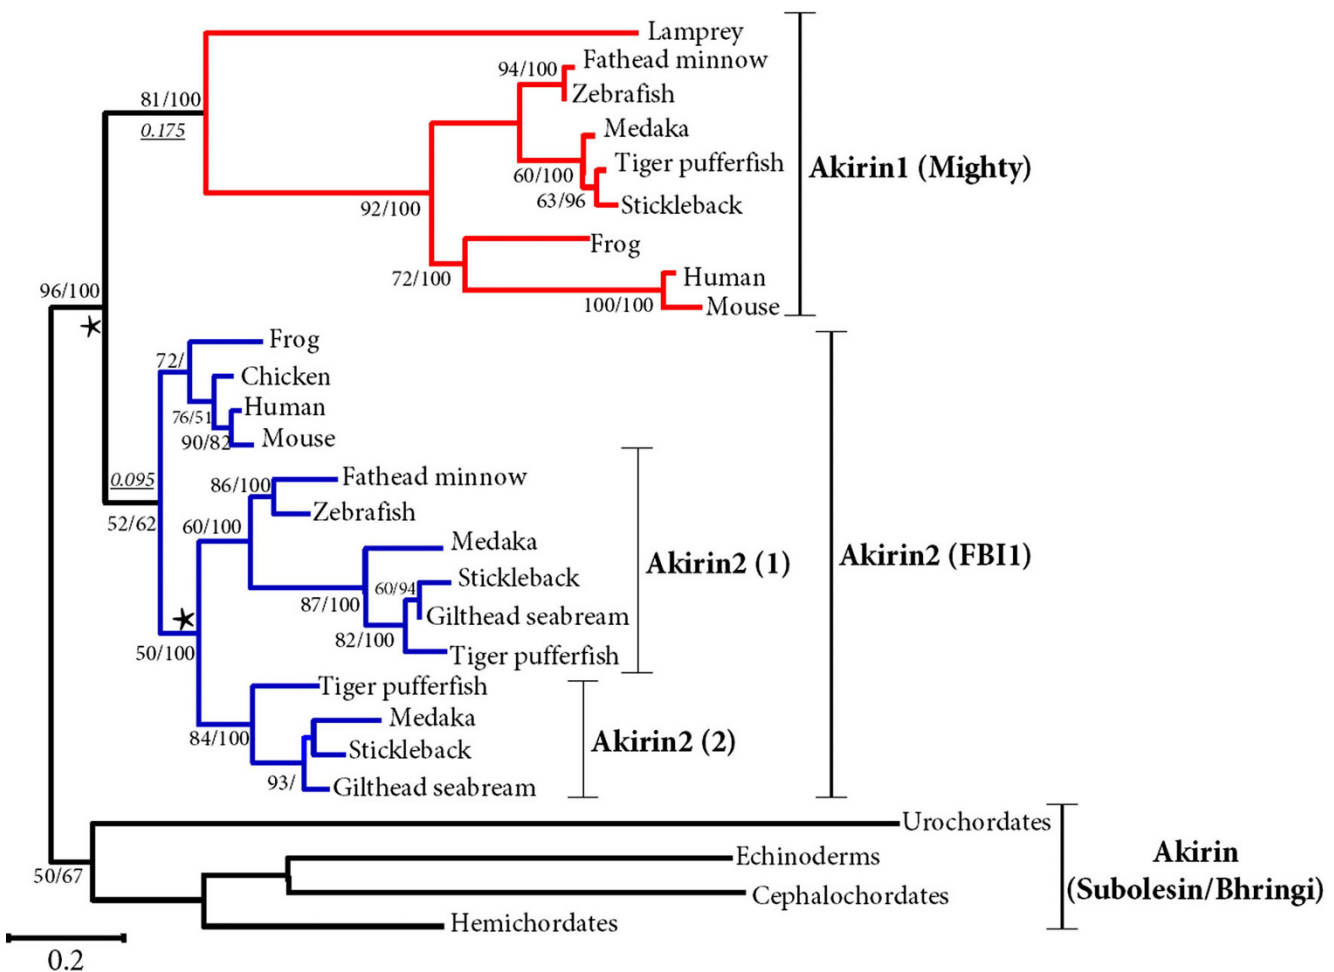 Lamprey
Fathead minnow
94/100
Zebrafish
81/100
0.175
Medaka
Tiger pufferfish
Akirin1 (Mighty)
60/100
63/96
Stickleback
92/100
Frog
72/100
Human
100/100
Mouse
96/100
Frog
72/
Chicken
76/51
Human
90/82
Mouse
0.095
52/62
86/100
Fathead minnow
Zebrafish
60/100
Medaka
Akirin2 (1)
Akirin2 (FBI1)
60/94
Stickleback
87/100
Gilthead seabream
82/100
Tiger pufferfish
50/100
Tiger pufferfish
Medaka
84/100
Akirin2 (2)
Stickleback
93/
Gilthead seabream
Urochordates
50/67
Echinoderms
Akirin
(Subolesin/Bhringi)
Cephalochordates
Hemichordates
0.2